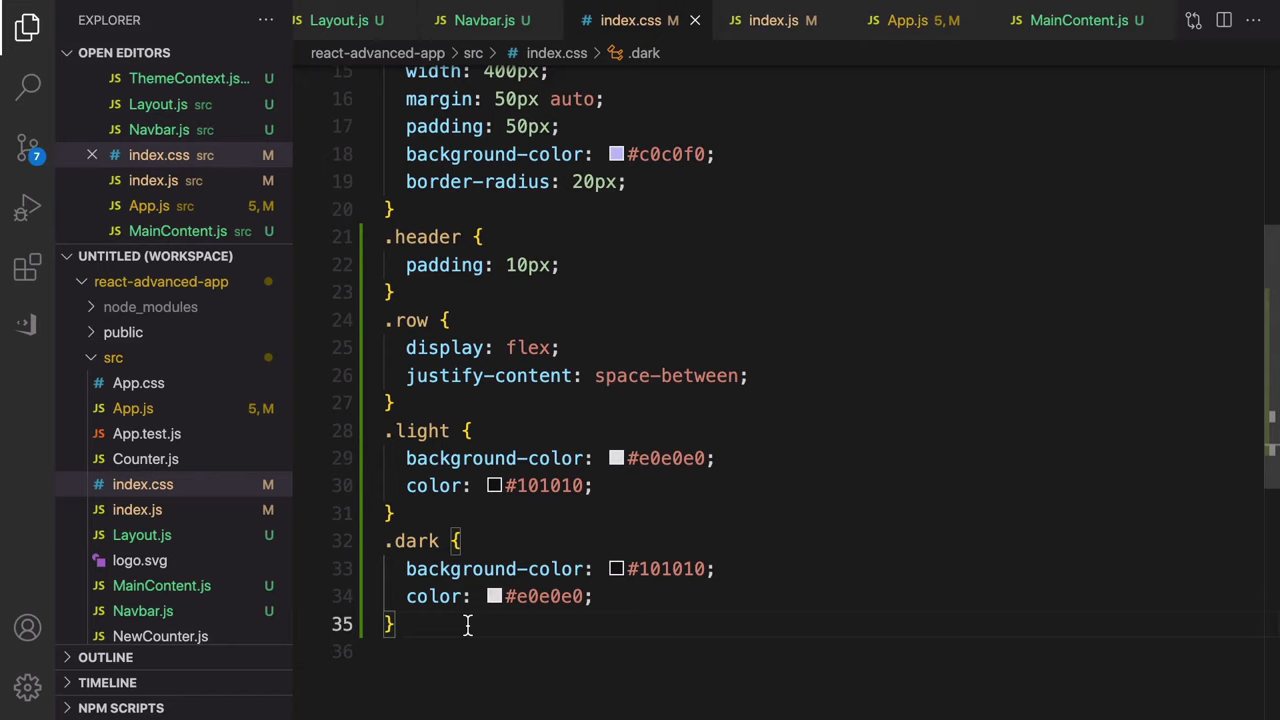 EXPLORER
OPEN EDITORS
ThemeContext.js... U
Layout.js src U
Navbar.js src U
# index.css src M
index.js src M
App.js src 5, M
MainContent.js src U
UNTITLED (WORKSPACE)
react-advanced-app
node_modules
public
src
# App.css
JS App.js 5, M
JS App.test.js
JS Counter.js
# index.css M
JS index.js M
JS Layout.js U
logo.svg
JS MainContent.js U
JS Navbar.js U
JS NewCounter.js
OUTLINE
TIMELINE
NPM SCRIPTS
7
Layout.js U
JS Navbar.js U
# index.css M
JS index.js M
JS App.js 5, M
JS MainContent.js U
react-advanced-app > src > # index.css > .dark
15 width: 400px;
16 margin: 50px auto;
17 padding: 50px;
18 background-color: #c0c0f0;
19 border-radius: 20px;
20 }
21 .header {
22 padding: 10px;
23 }
24 .row {
25 display: flex;
26 justify-content: space-between;
27 }
28 .light {
29 background-color: #e0e0e0;
30 color: #101010;
31 }
32 .dark {
33 background-color: #101010;
34 color: #e0e0e0;
35 }
36